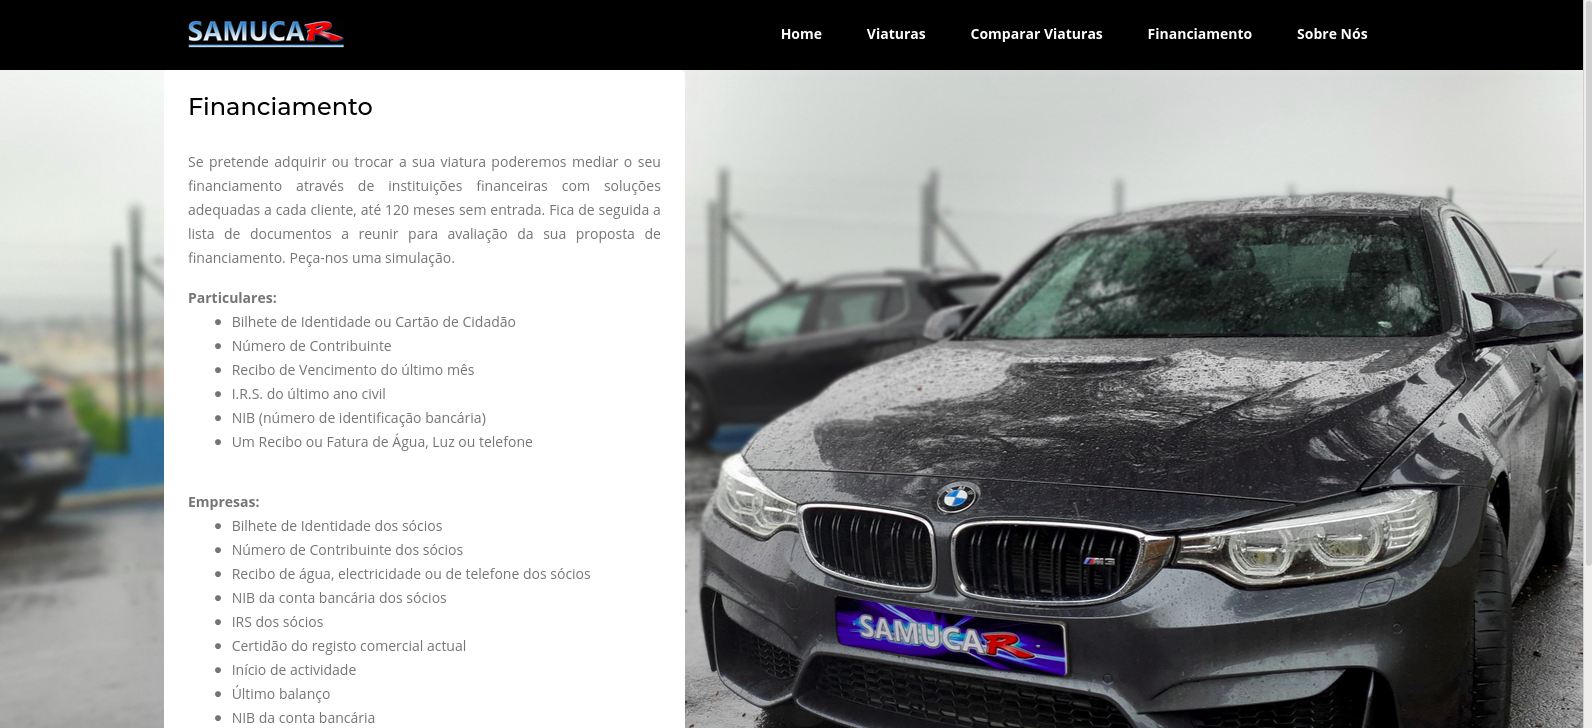 SAMUCAR
Home
Viaturas
Comparar Viaturas
Financiamento
Sobre Nós
Financiamento
Se pretende adquirir ou trocar a sua viatura poderemos mediar o seu
financiamento através de instituições financeiras com soluções
adequadas a cada cliente, até 120 meses sem entrada. Fica de seguida a
lista de documentos a reunir para avaliação da sua proposta de
financiamento. Peça-nos uma simulação.
Particulares:
Bilhete de Identidade ou Cartão de Cidadão
Número de Contribuinte
Recibo de Vencimento do último mês
I.R.S. do último ano civil
NIB (número de identificação bancária)
Um Recibo ou Fatura de Água, Luz ou telefone
Empresas:
Bilhete de Identidade dos sócios
Número de Contribuinte dos sócios
Recibo de água, electricidade ou de telefone dos sócios
NIB da conta bancária dos sócios
IRS dos sócios
Certidão do registo comercial actual
Início de actividade
Último balanço
NIB da conta bancária
M3
SAMUCAR